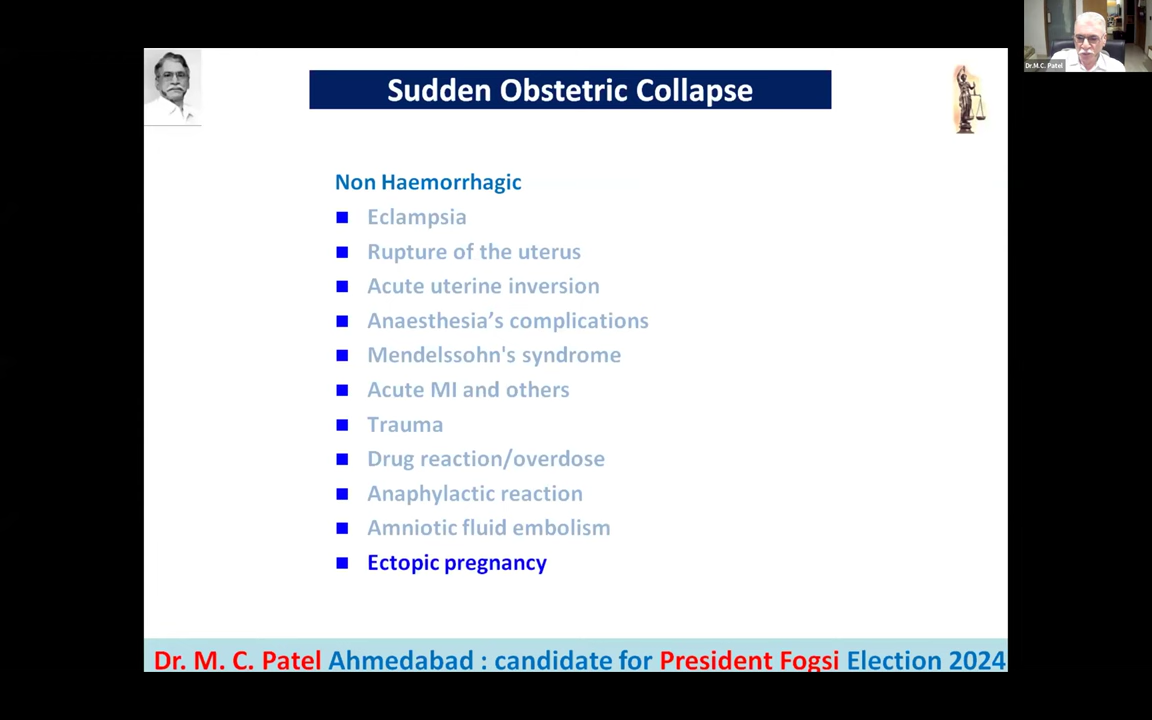 Dr.M.C. Patel
Sudden Obstetric Collapse
Non Haemorrhagic
Eclampsia
Rupture of the uterus
Acute uterine inversion
Anaesthesia’s complications
Mendelssohn's syndrome
Acute MI and others
Trauma
Drug reaction/overdose
Anaphylactic reaction
Amniotic fluid embolism
Ectopic pregnancy
Dr. M. C. Patel Ahmedabad : candidate for President Fogsi Election 2024